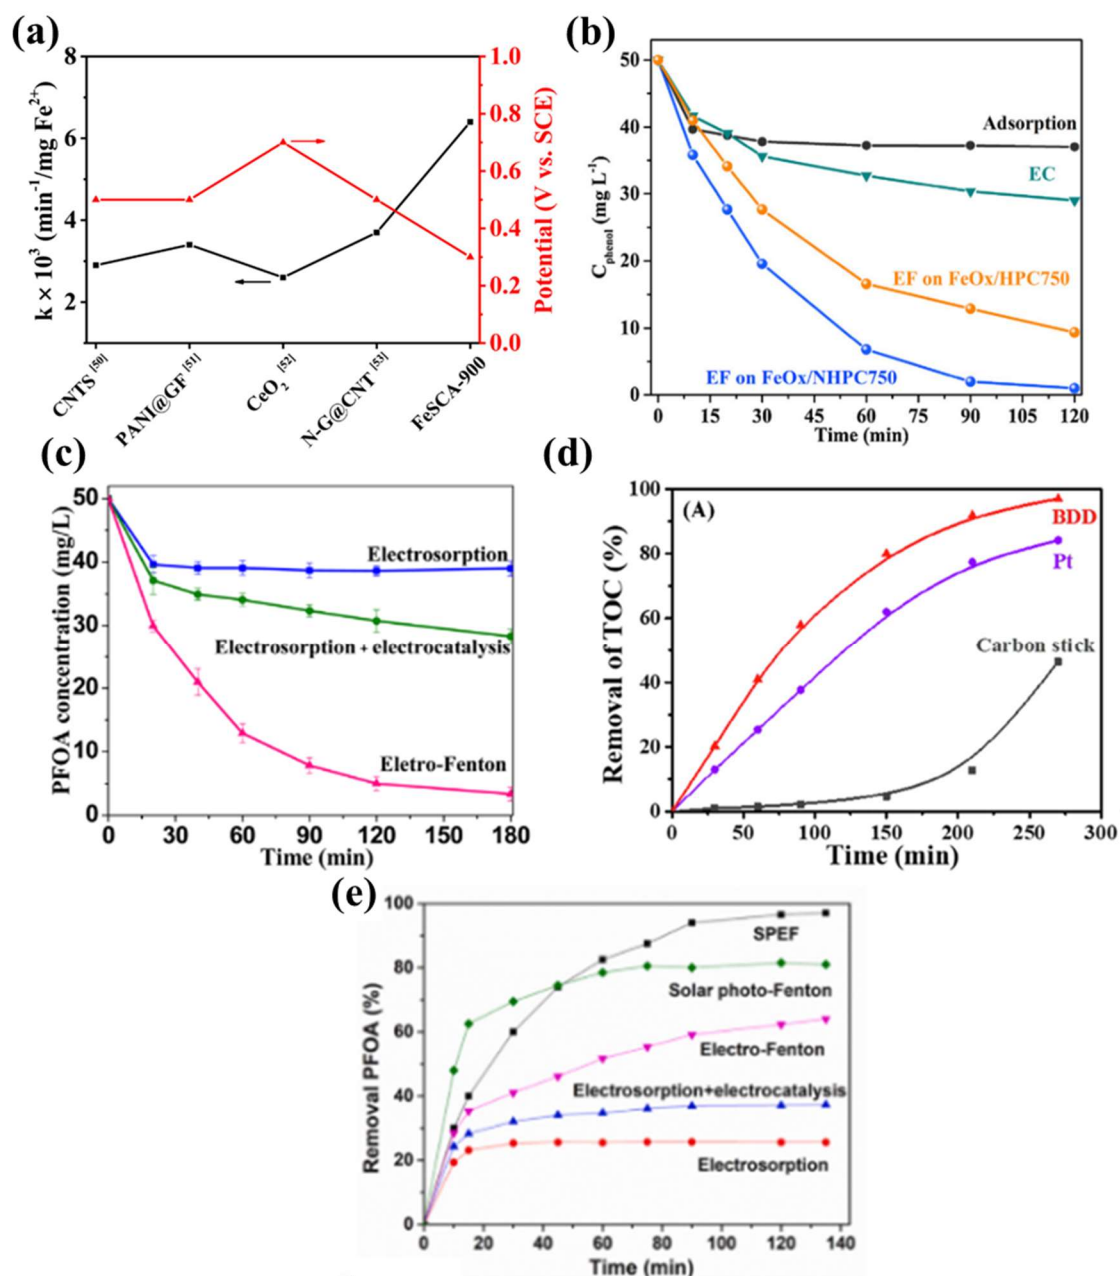 (a)
8
6
4
2
k × 10³ (min⁻¹/mg Fe²⁺)
1.0
0.8
0.6
0.4
0.2
0.0
Potential (V vs. SCE)
CNTS [50]
PANI@GF [51]
CeO₂ [52]
N-G@CNT [53]
FeSCA-900
(b)
50
40
30
20
10
0
C phenol (mg L⁻¹)
Adsorption
EC
EF on FeOx/HPC750
EF on FeOx/NHPC750
0 15 30 45 60 75 90 105 120
Time (min)
(c)
50
40
30
20
10
0
PFOA concentration (mg/L)
Electrosorption
Electrosorption + electrocatalysis
Eletro-Fenton
0 30 60 90 120 150 180
Time (min)
(d)
100
80
60
40
20
0
Removal of TOC (%)
(A)
BDD
Pt
Carbon stick
0 50 100 150 200 250 300
Time (min)
(e)
100
80
60
40
20
0
Removal PFOA (%)
SPEF
Solar photo-Fenton
Electro-Fenton
Electrosorption+electrocatalysis
Electrosorption
0 20 40 60 80 100 120 140
Time (min)